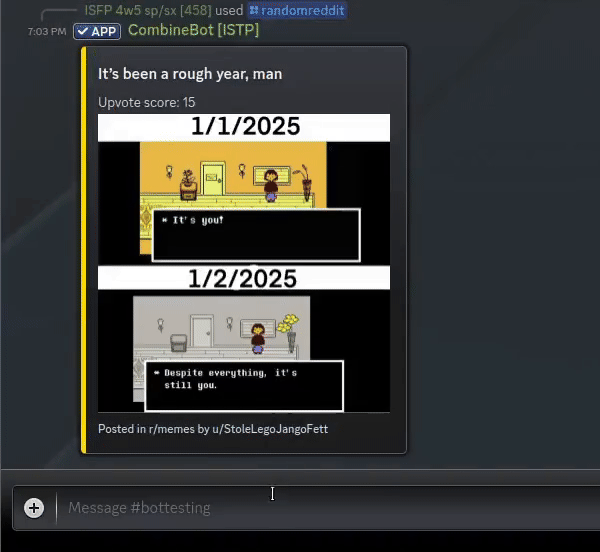 ISFP 4w5 sp/sx [458] used randomreddit
7:03 PM APP CombineBot [ISTP]
It's been a rough year, man
Upvote score: 15
1/1/2025
* It's you!
1/2/2025
* Despite everything, it's
still you.
Posted in r/memes by u/StoleLegoJangoFett
Message #bottesting